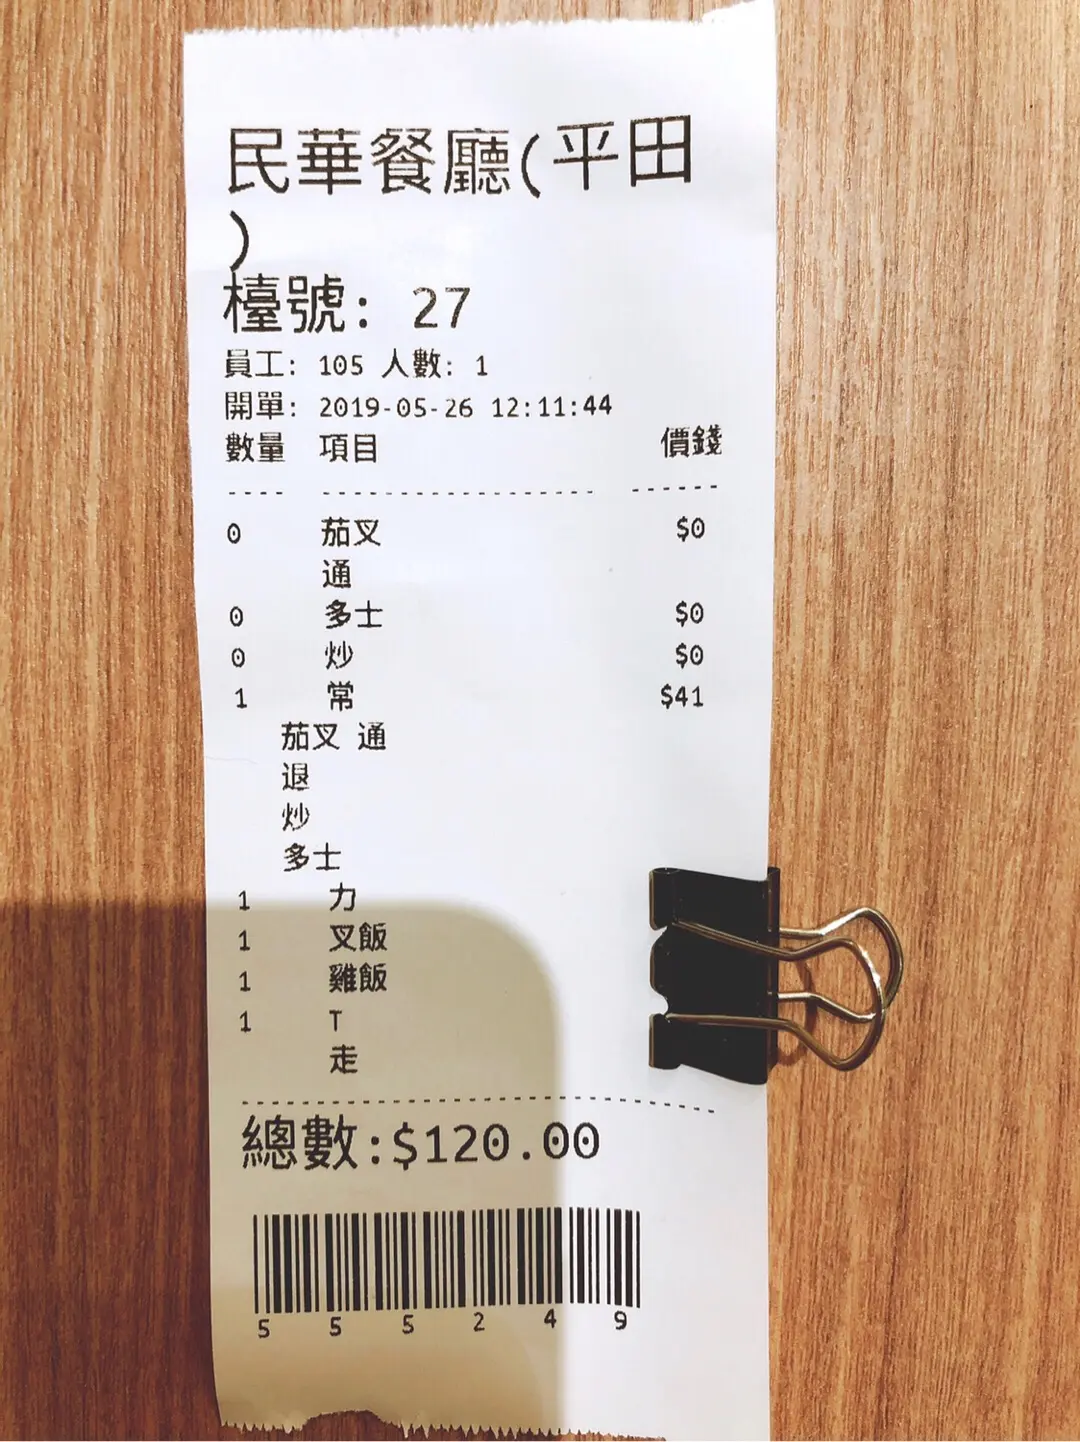 民華餐廳(平田
)
檯號: 27
員工: 105 人數: 1
開單: 2019-05-26 12:11:44
數量 項目 價錢
---- ------------------ ------
0 茄叉 $0
通
0 多士 $0
0 炒 $0
1 常 $41
茄叉 通
退
炒
多士
1 力
1 叉飯
1 雞飯
1 T
走
--------------------------------
總數:$120.00
5 5 5 2 4 9